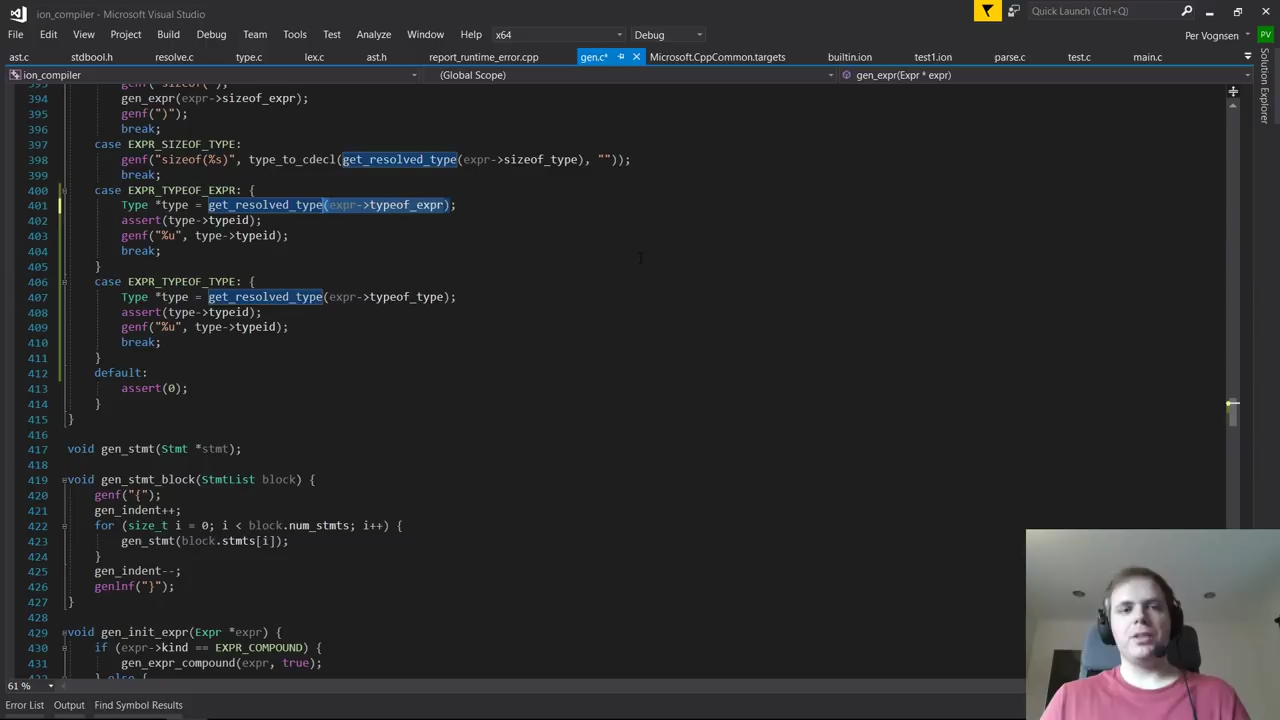 ion_compiler - Microsoft Visual Studio
Quick Launch (Ctrl+Q)
File Edit View Project Build Debug Team Tools Test Analyze Window Help x64 Debug
Per Vognsen PV
ast.c stdbool.h resolve.c type.c lex.c ast.h report_runtime_error.cpp gen.c* Microsoft.CppCommon.targets builtin.ion test1.ion parse.c test.c main.c
ion_compiler (Global Scope) gen_expr(Expr * expr)
Solution Explorer
393 genf("sizeof(");
394 gen_expr(expr->sizeof_expr);
395 genf(")");
396 break;
397 case EXPR_SIZEOF_TYPE:
398 genf("sizeof(%s)", type_to_cdecl(get_resolved_type(expr->sizeof_type), ""));
399 break;
400 case EXPR_TYPEOF_EXPR: {
401 Type *type = get_resolved_type(expr->typeof_expr);
402 assert(type->typeid);
403 genf("%u", type->typeid);
404 break;
405 }
406 case EXPR_TYPEOF_TYPE: {
407 Type *type = get_resolved_type(expr->typeof_type);
408 assert(type->typeid);
409 genf("%u", type->typeid);
410 break;
411 }
412 default:
413 assert(0);
414 }
415 }
416
417 void gen_stmt(Stmt *stmt);
418
419 void gen_stmt_block(StmtList block) {
420 genf("{");
421 gen_indent++;
422 for (size_t i = 0; i < block.num_stmts; i++) {
423 gen_stmt(block.stmts[i]);
424 }
425 gen_indent--;
426 genlnf("}");
427 }
428
429 void gen_init_expr(Expr *expr) {
430 if (expr->kind == EXPR_COMPOUND) {
431 gen_expr_compound(expr, true);
} else {
61 %
Error List Output Find Symbol Results